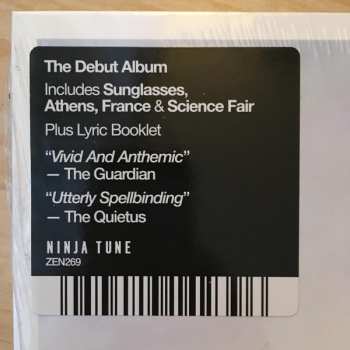 The Debut Album
Includes Sunglasses,
Athens, France & Science Fair
Plus Lyric Booklet
“Vivid And Anthemic”
— The Guardian
“Utterly Spellbinding”
— The Quietus
NINJA TUNE
ZEN269